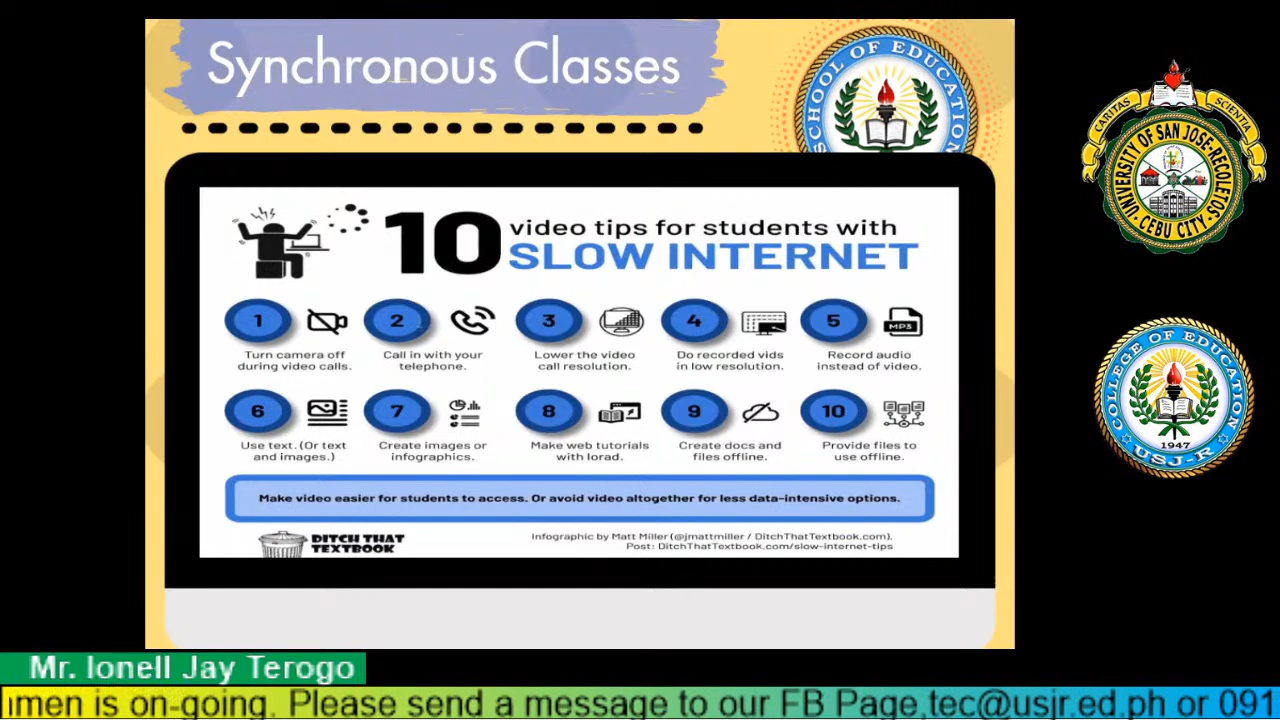 Synchronous Classes
SCHOOL OF EDUCATION
CARITAS
SCIENTIA
UNIVERSITY OF SAN JOSE-RECOLETOS
CEBU CITY
10 video tips for students with
SLOW INTERNET
1
2
3
4
5
MP3
Turn camera off
during video calls.
Call in with your
telephone.
Lower the video
call resolution.
Do recorded vids
in low resolution.
Record audio
instead of video.
6
7
8
9
10
Use text. (Or text
and images.)
Create images or
infographics.
Make web tutorials
with Iorad.
Create docs and
files offline.
Provide files to
use offline.
Make video easier for students to access. Or avoid video altogether for less data-intensive options.
DITCH THAT
TEXTBOOK
Infographic by Matt Miller (@jmattmiller / DitchThatTextbook.com),
Post: DitchThatTextbook.com/slow-internet-tips
COLLEGE OF EDUCATION
1947
USJ-R
Mr. Ionell Jay Terogo
imen is on-going. Please send a message to our FB Page,tec@usjr.ed.ph or 091